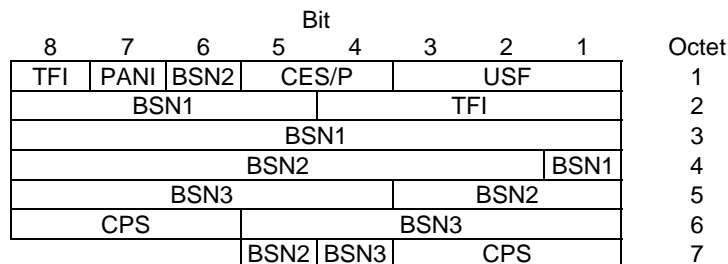 Bit
8 7 6 5 4 3 2 1 Octet
TFI PANI BSN2 CES/P USF 1
BSN1 TFI 2
BSN1 3
BSN2 BSN1 4
BSN3 BSN2 5
CPS BSN3 6
BSN2 BSN3 CPS 7